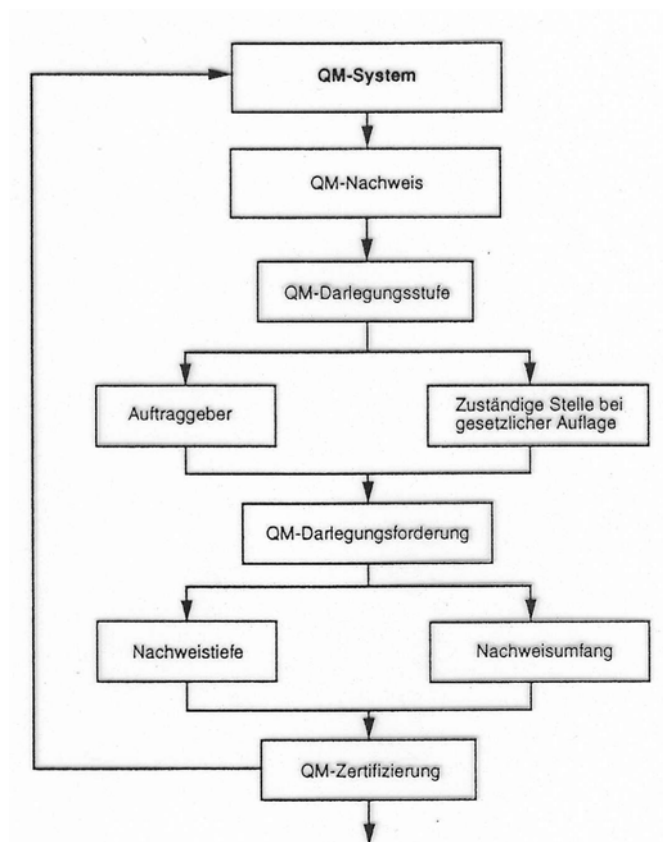 QM-System
QM-Nachweis
QM-Darlegungsstufe
Auftraggeber
Zuständige Stelle bei
gesetzlicher Auflage
QM-Darlegungsforderung
Nachweistiefe
Nachweisumfang
QM-Zertifizierung